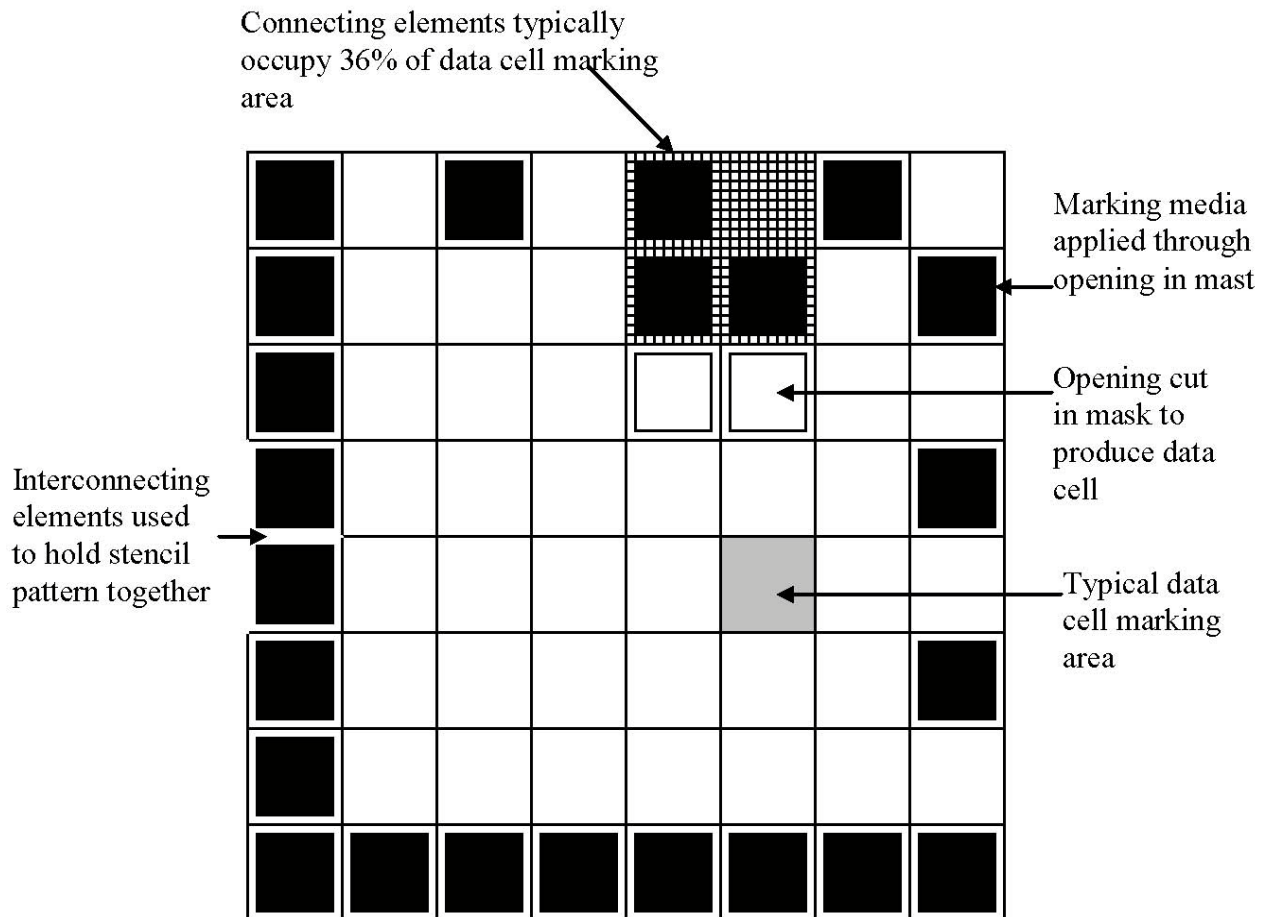 Connecting elements typically
occupy 36% of data cell marking
area
Marking media
applied through
opening in mast
Opening cut
in mask to
produce data
cell
Interconnecting
elements used
to hold stencil
pattern together
Typical data
cell marking
area